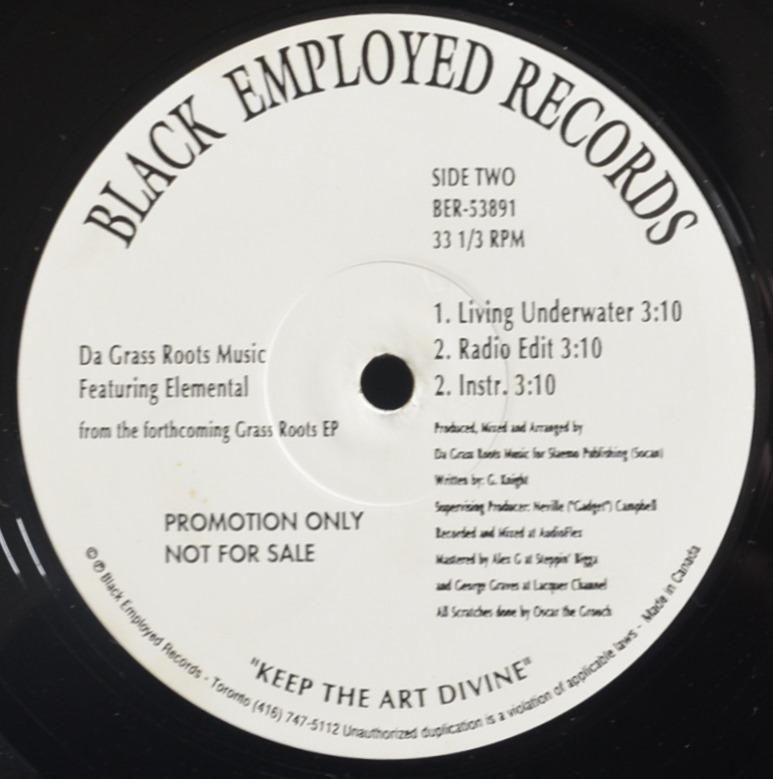 BLACK EMPLOYED RECORDS
SIDE TWO
BER-53891
33 1/3 RPM
1. Living Underwater 3:10
2. Radio Edit 3:10
2. Instr. 3:10
Da Grass Roots Music
Featuring Elemental
from the forthcoming Grass Roots EP
Produced, Mixed and Arranged by
Da Grass Roots Music for Publishing (Socan)
Written by: G. Knight
Supervising Producer: Neville ("Gadget") Campbell
Recorded and Mixed at AudioFlex
Mastered by Alex G at Steppin' Bigga
and George Graves at Lacquer Channel
All Scratches done by Oscar the Grouch
PROMOTION ONLY
NOT FOR SALE
"KEEP THE ART DIVINE"
© ℗ Black Employed Records - Toronto (416) 747-5112 Unauthorized duplication is a violation of applicable laws - Made in Canada